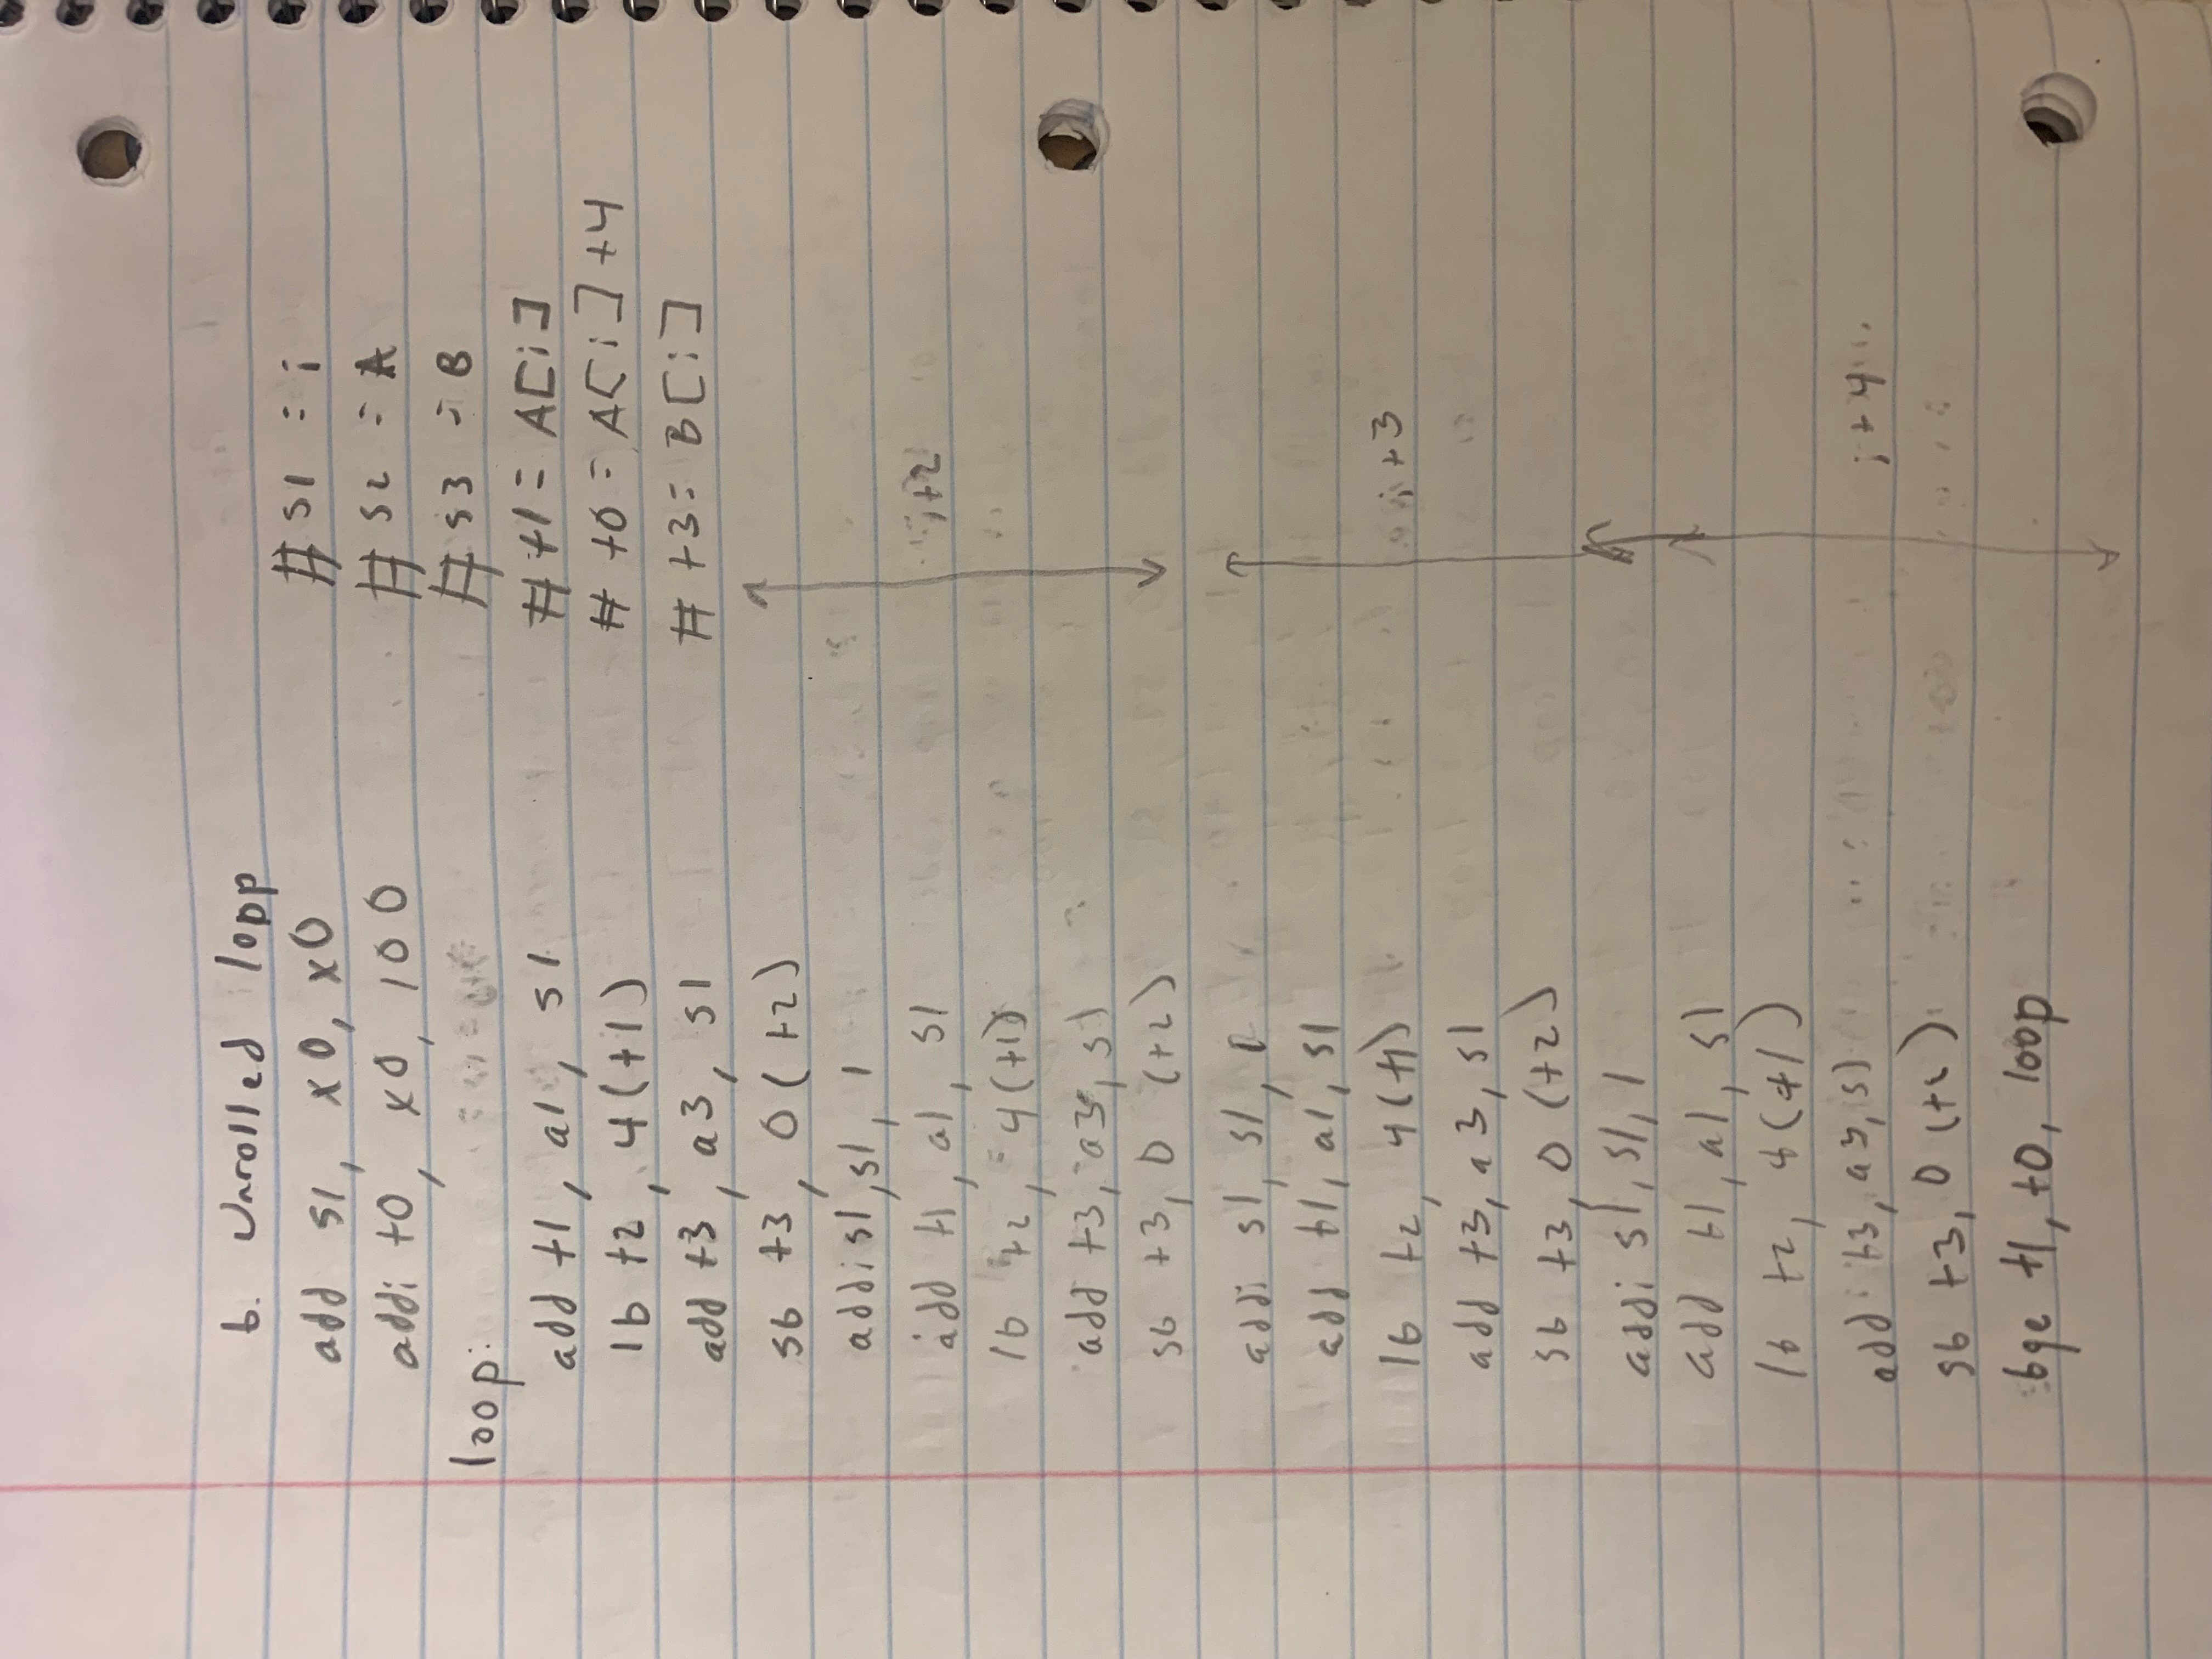 b. Unrolled loop
add s1, x0, x0 # s1 = i
addi t0, x0, 100 # s2 = A
loop: # s3 = B
add t1, a1, s1 # t1 = A[i]
lb t2, 4(t1) # t0 = A[i]+4
add t3, a3, s1 # t3 = B[i]
sb t3, 0(t2)
addi s1, s1, 1
add t1, a1, s1 i+2
lb t2, 4(t1)
add t3, a3, s1
sb t3, 0 (t2)
addi s1, s1,
add t1, a1, s1
lb t2, 4(t1) i+3
add t3, a3, s1
sb t3, 0 (t2)
addi s1, s1, 1
add t1, a1, s1
lb t2, 4(t1)
add t3, a3, s1 i+4
sb t3, 0 (t2)
bge t1, t0, loop